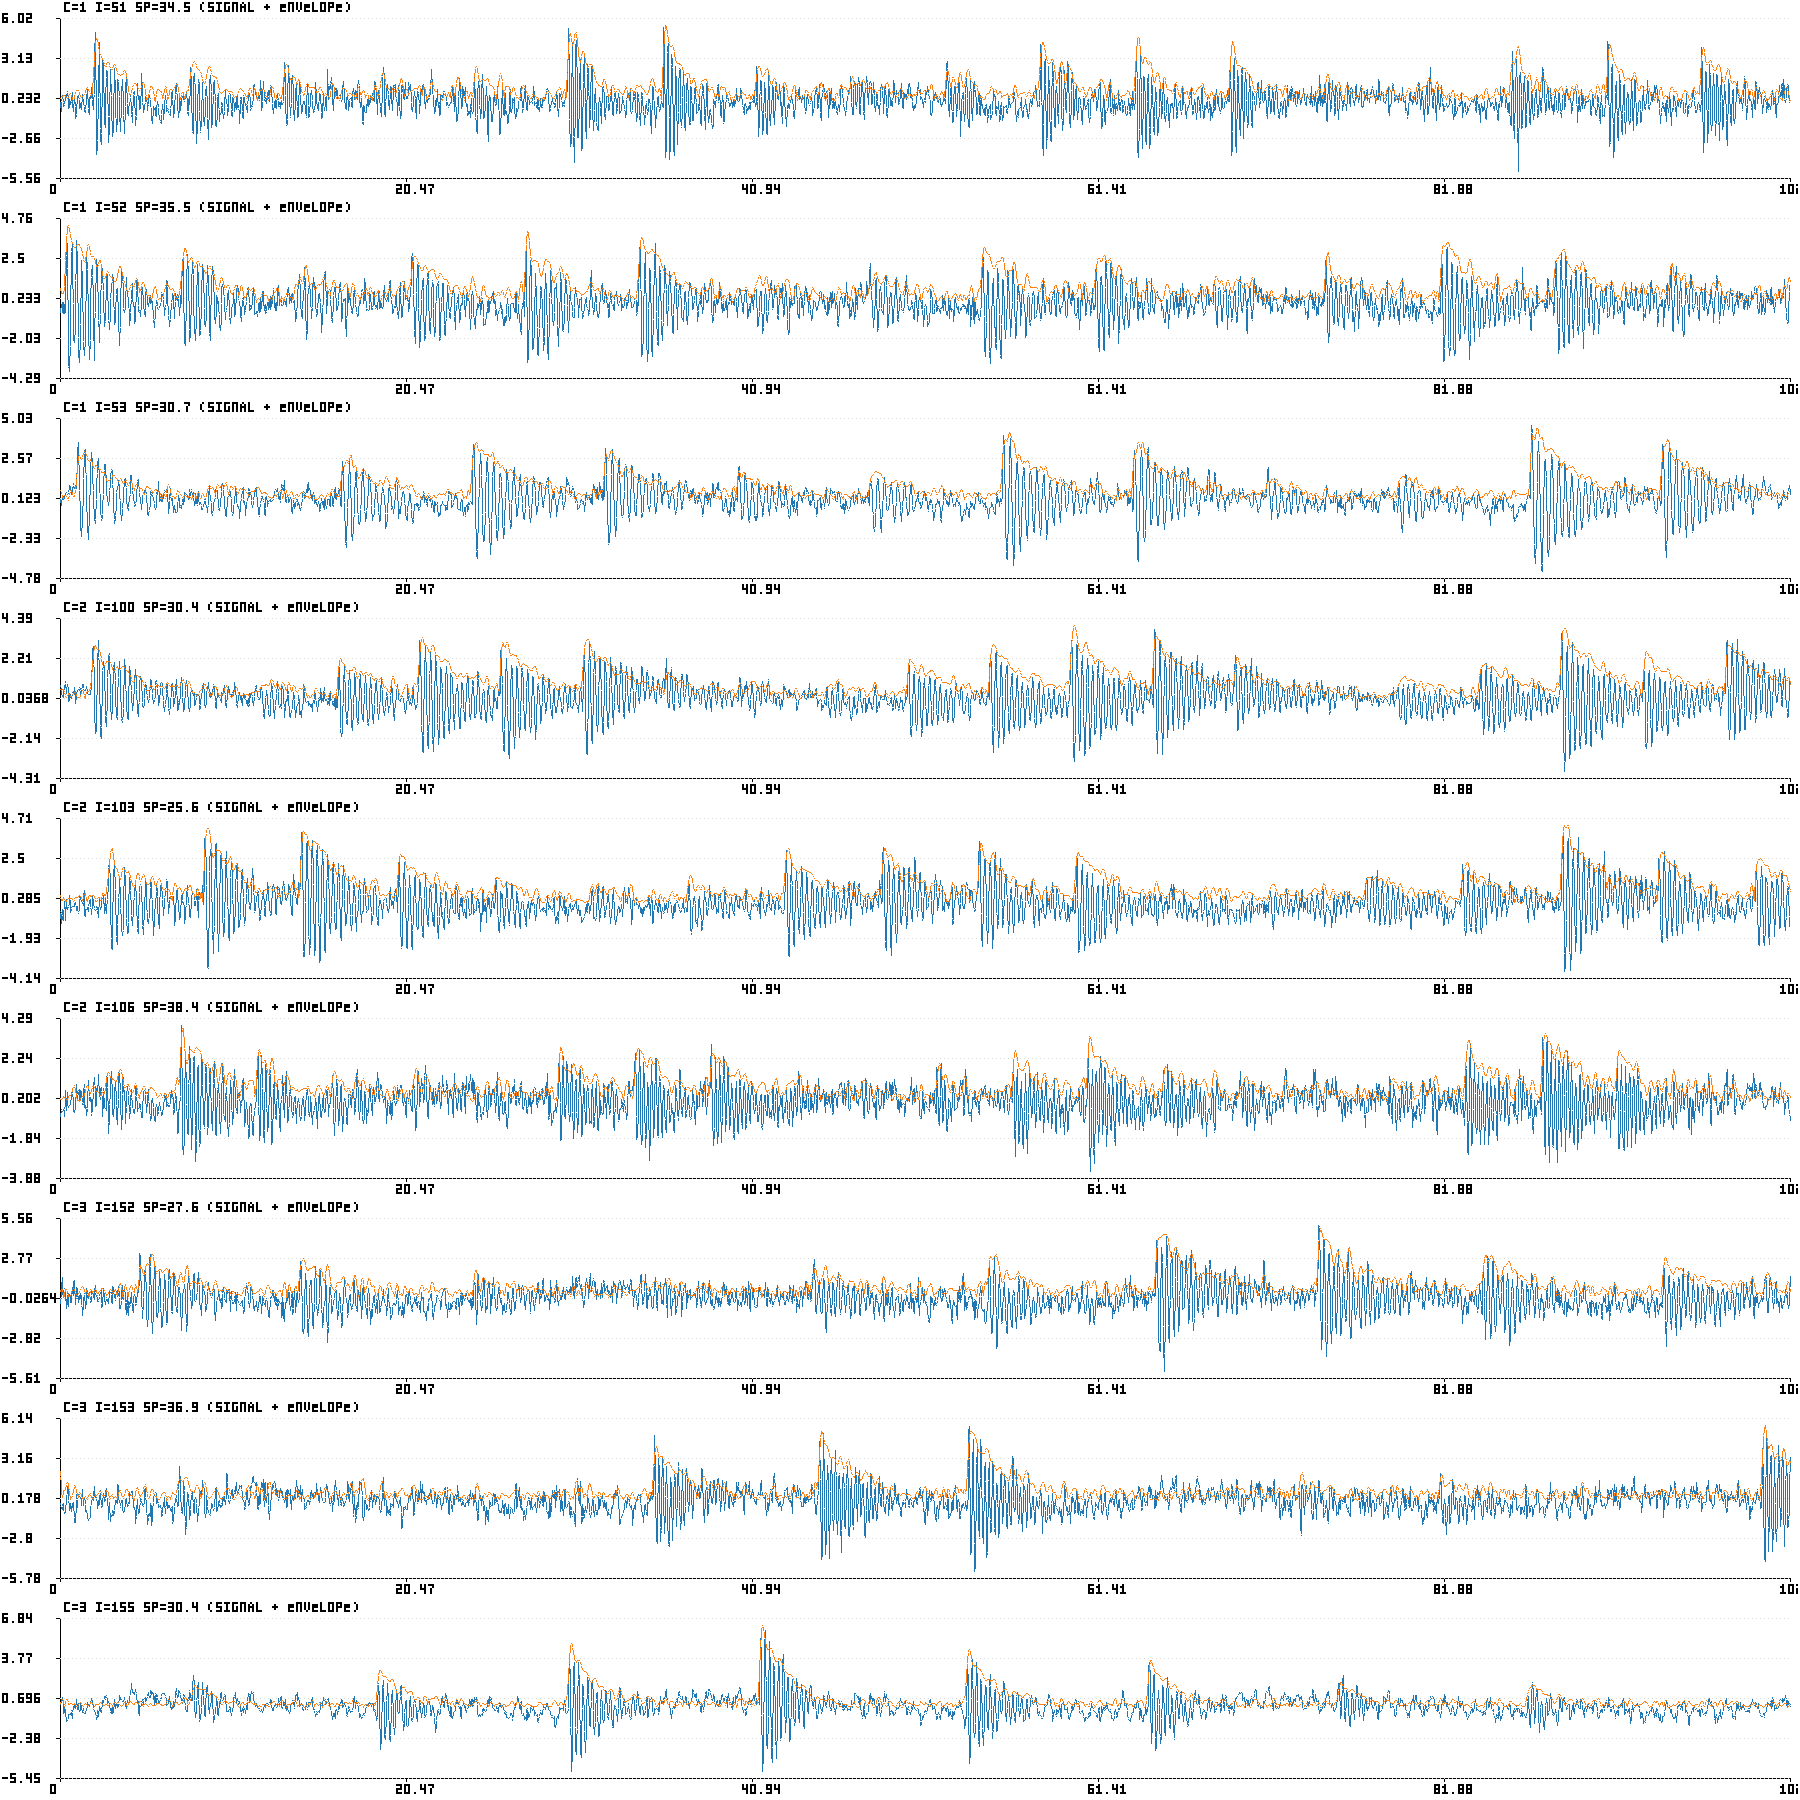 C=1 I=51 SP=34.5 (SIGNAL + eNVeLOPe)
6.02
3.13
0.232
-2.66
-5.56
0 20.47 40.94 61.41 81.88 102
C=1 I=52 SP=35.5 (SIGNAL + eNVeLOPe)
4.76
2.5
0.233
-2.03
-4.29
0 20.47 40.94 61.41 81.88 102
C=1 I=53 SP=30.7 (SIGNAL + eNVeLOPe)
5.03
2.57
0.123
-2.33
-4.78
0 20.47 40.94 61.41 81.88 102
C=2 I=100 SP=30.4 (SIGNAL + eNVeLOPe)
4.39
2.21
0.0368
-2.14
-4.31
0 20.47 40.94 61.41 81.88 102
C=2 I=103 SP=25.6 (SIGNAL + eNVeLOPe)
4.71
2.5
0.285
-1.93
-4.14
0 20.47 40.94 61.41 81.88 102
C=2 I=106 SP=38.4 (SIGNAL + eNVeLOPe)
4.29
2.24
0.202
-1.84
-3.88
0 20.47 40.94 61.41 81.88 102
C=3 I=152 SP=27.6 (SIGNAL + eNVeLOPe)
5.56
2.77
-0.0264
-2.82
-5.61
0 20.47 40.94 61.41 81.88 102
C=3 I=153 SP=36.9 (SIGNAL + eNVeLOPe)
6.14
3.16
0.178
-2.8
-5.78
0 20.47 40.94 61.41 81.88 102
C=3 I=155 SP=30.4 (SIGNAL + eNVeLOPe)
6.84
3.77
0.696
-2.38
-5.45
0 20.47 40.94 61.41 81.88 102